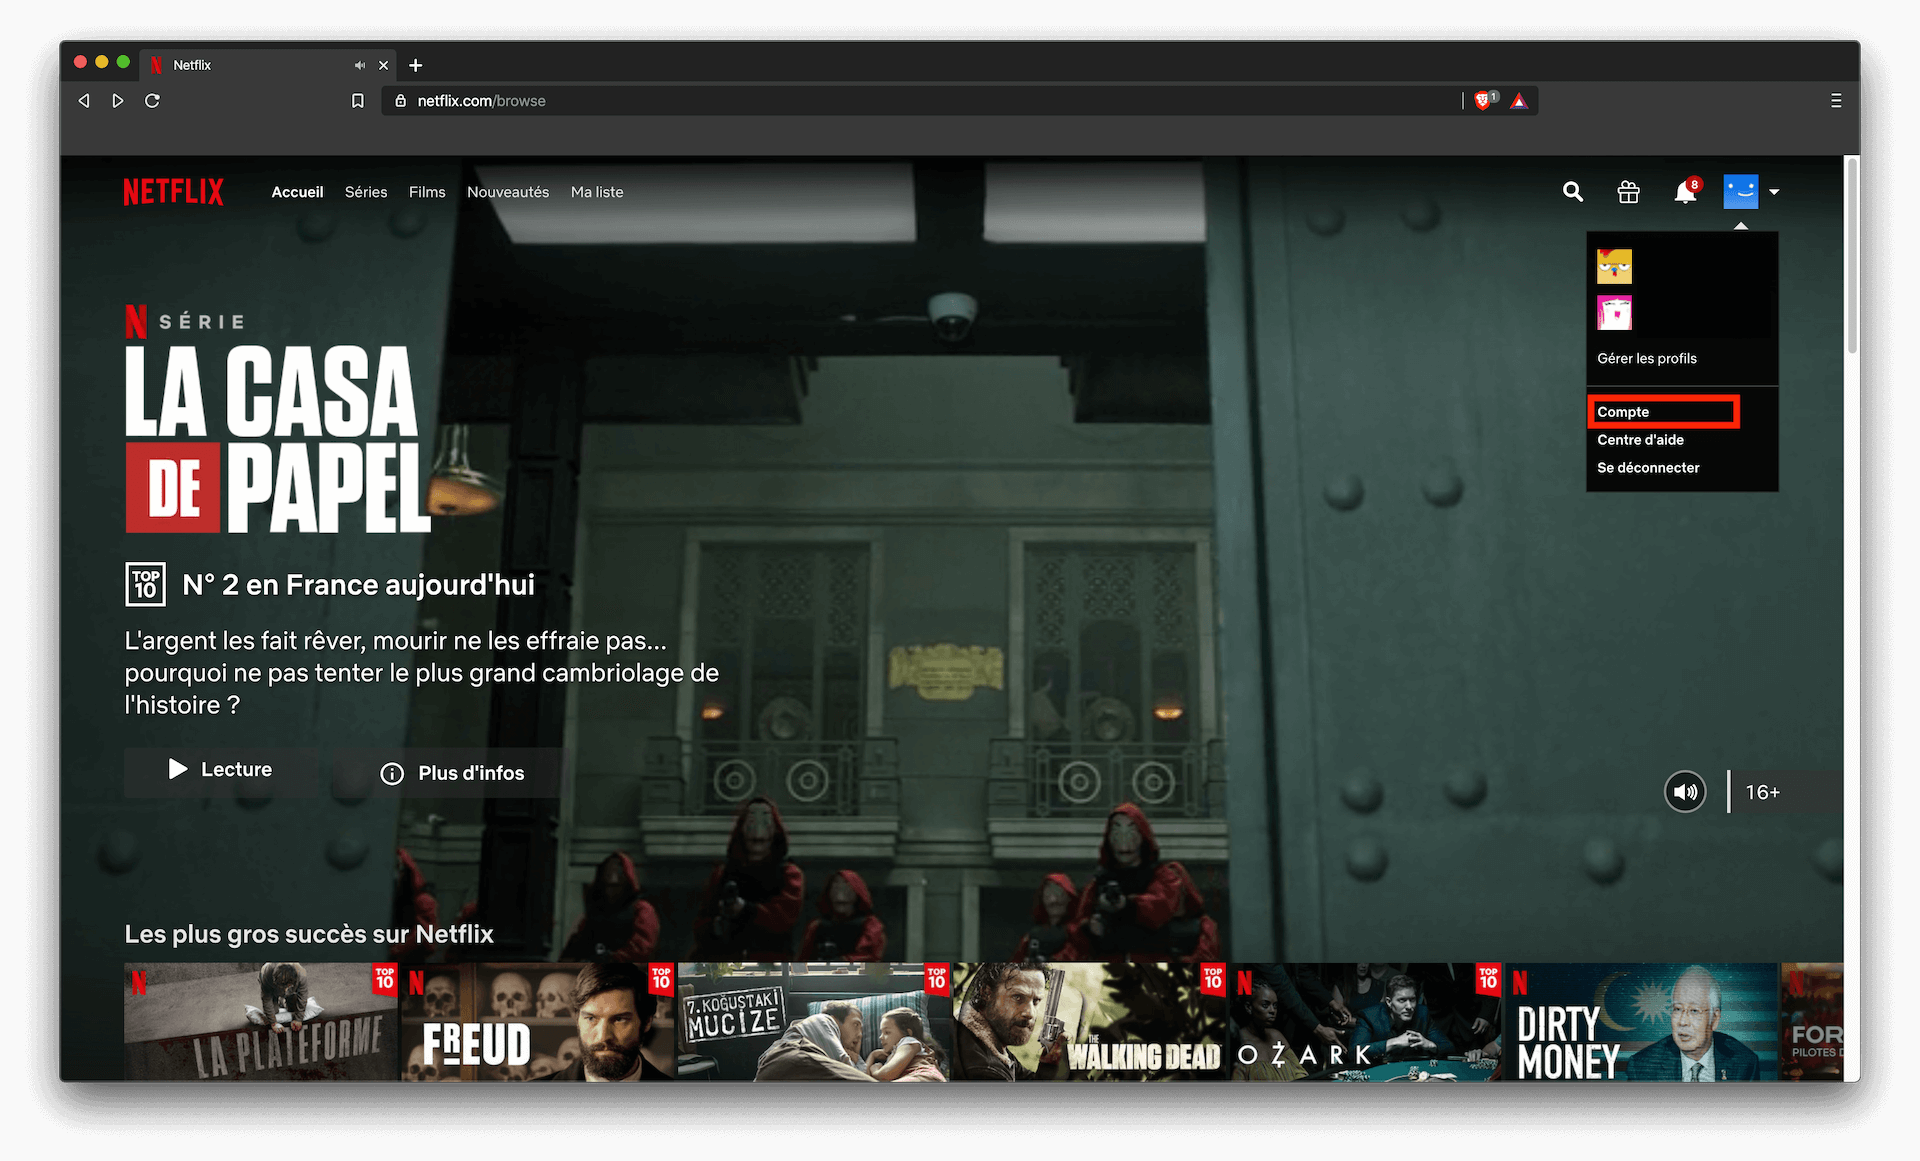 Netflix
netflix.com/browse
1
NETFLIX
Accueil
Séries
Films
Nouveautés
Ma liste
8
Gérer les profils
Compte
Centre d'aide
Se déconnecter
N SÉRIE
LA CASA
DE PAPEL
TOP 10
N° 2 en France aujourd'hui
L'argent les fait rêver, mourir ne les effraie pas...
pourquoi ne pas tenter le plus grand cambriolage de
l'histoire ?
Lecture
Plus d'infos
16+
Les plus gros succès sur Netflix
N
TOP 10
LA PLATEFORME
N
TOP 10
FREUD
TOP 10
7. KOĞUSTAKİ
MUCİZE
TOP 10
THE WALKING DEAD
N
TOP 10
OZARK
N
DIRTY
MONEY
N
FOR
PILOTES D